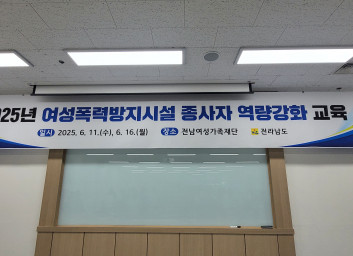 025년 여성폭력방지시설 종사자 역량강화 교육
일시 2025. 6. 11.(수), 6. 16.(월) 장소 전남여성가족재단 전라남도